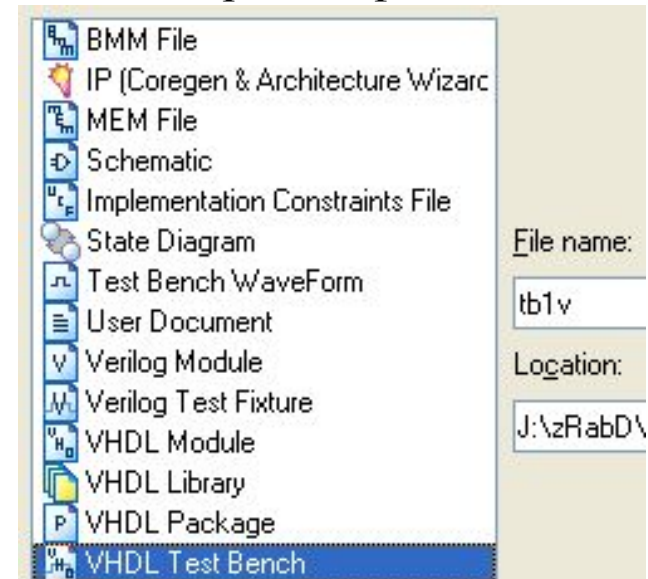 BMM File
IP (Coregen & Architecture Wizard
MEM File
Schematic
Implementation Constraints File
State Diagram
Test Bench WaveForm
User Document
Verilog Module
Verilog Test Fixture
VHDL Module
VHDL Library
VHDL Package
VHDL Test Bench
File name:
tb1v
Location:
J:\zRabD\